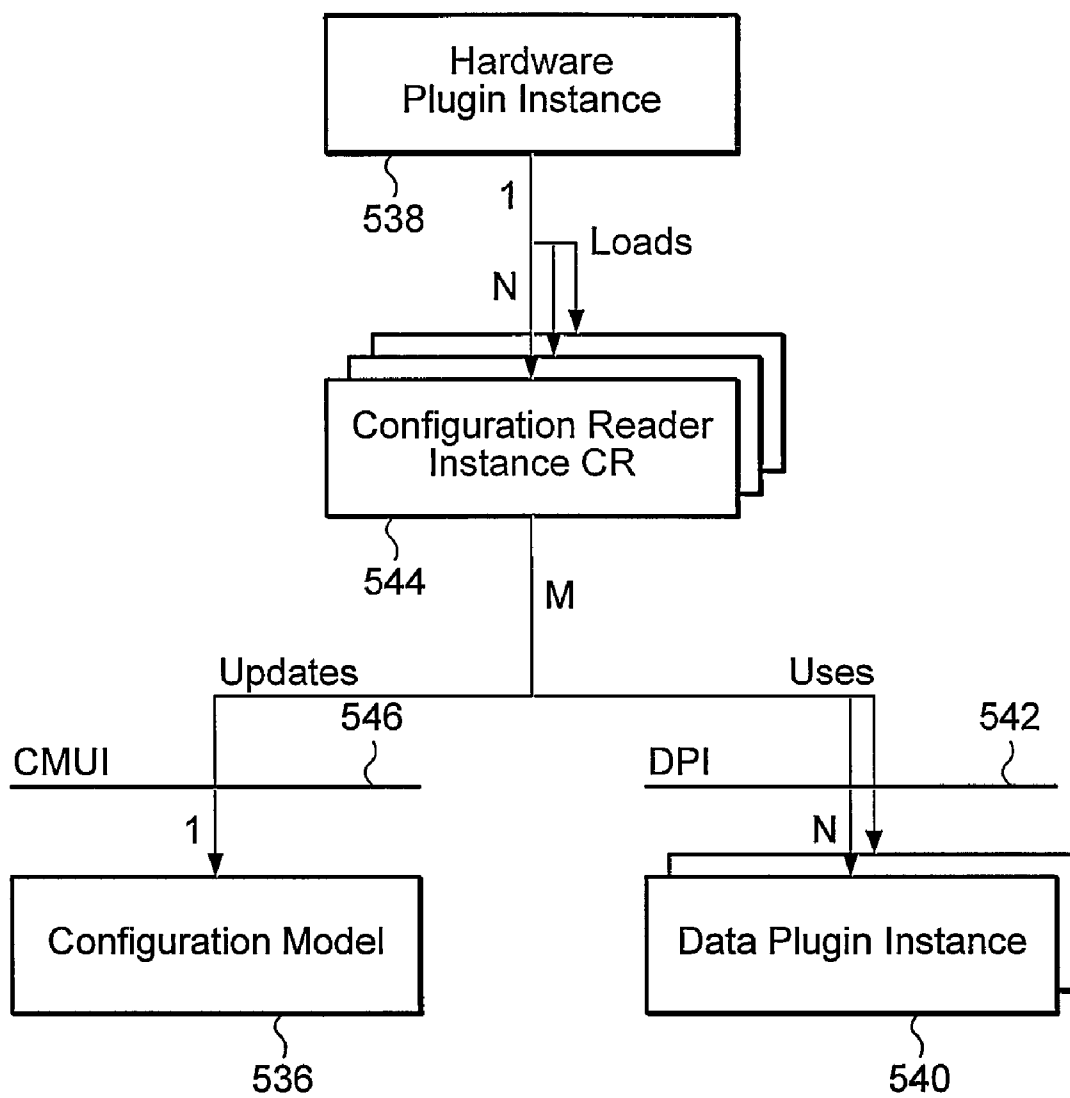 Hardware
Plugin Instance
538
1
Loads
N
Configuration Reader
Instance CR
544
M
Updates
Uses
546
542
CMUI
DPI
1
N
Configuration Model
Data Plugin Instance
536
540